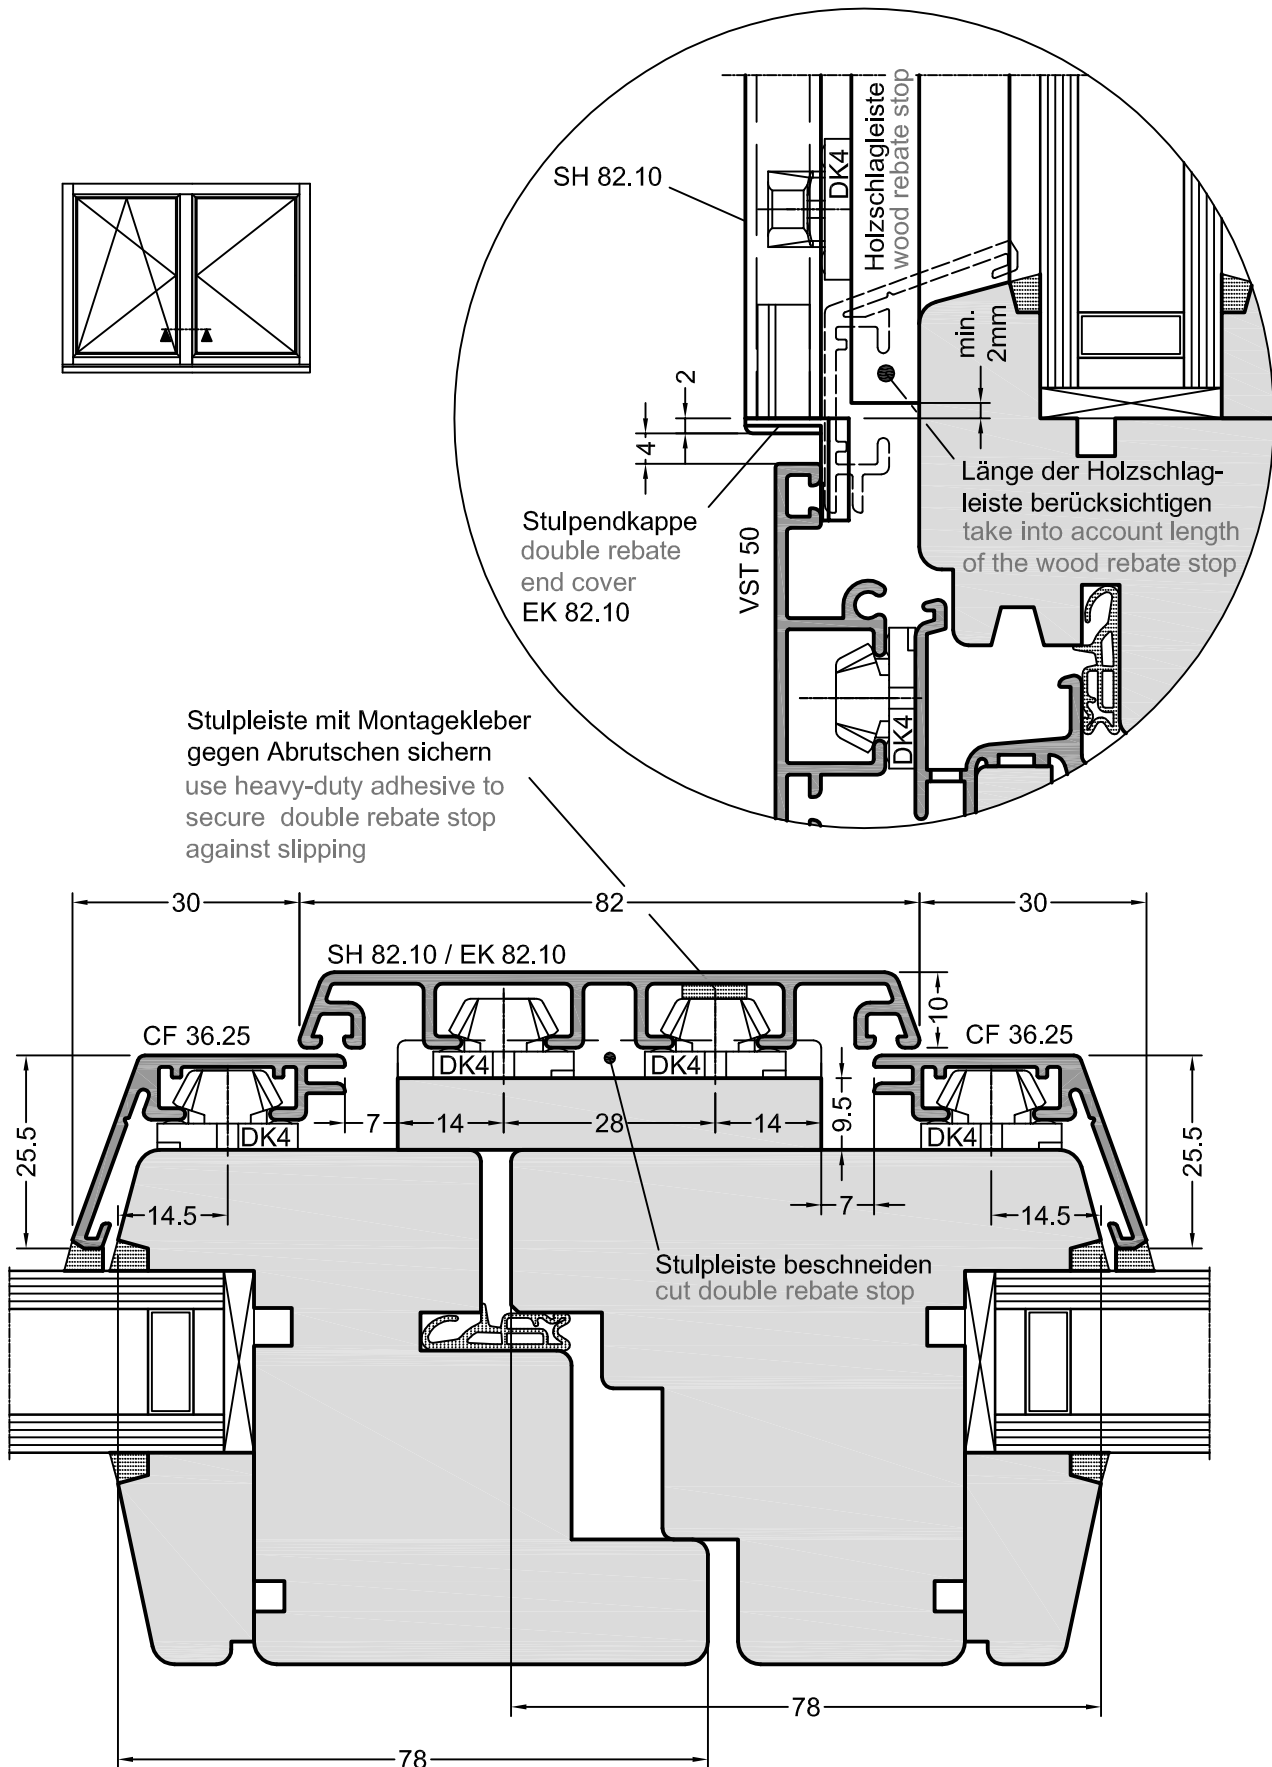 SH 82.10
DK4
Holzschlagleiste
wood rebate stop
min.
2mm
2
4
Stulpendkappe
double rebate
end cover
EK 82.10
VST 50
Länge der Holzschlag-
leiste berücksichtigen
take into account length
of the wood rebate stop
DK4
Stulpleiste mit Montagekleber
gegen Abrutschen sichern
use heavy-duty adhesive to
secure double rebate stop
against slipping
30
82
30
SH 82.10 / EK 82.10
10
CF 36.25
CF 36.25
DK4
DK4
25.5
DK4
7
14
28
14
9.5
DK4
25.5
14.5
7
14.5
Stulpleiste beschneiden
cut double rebate stop
78
78